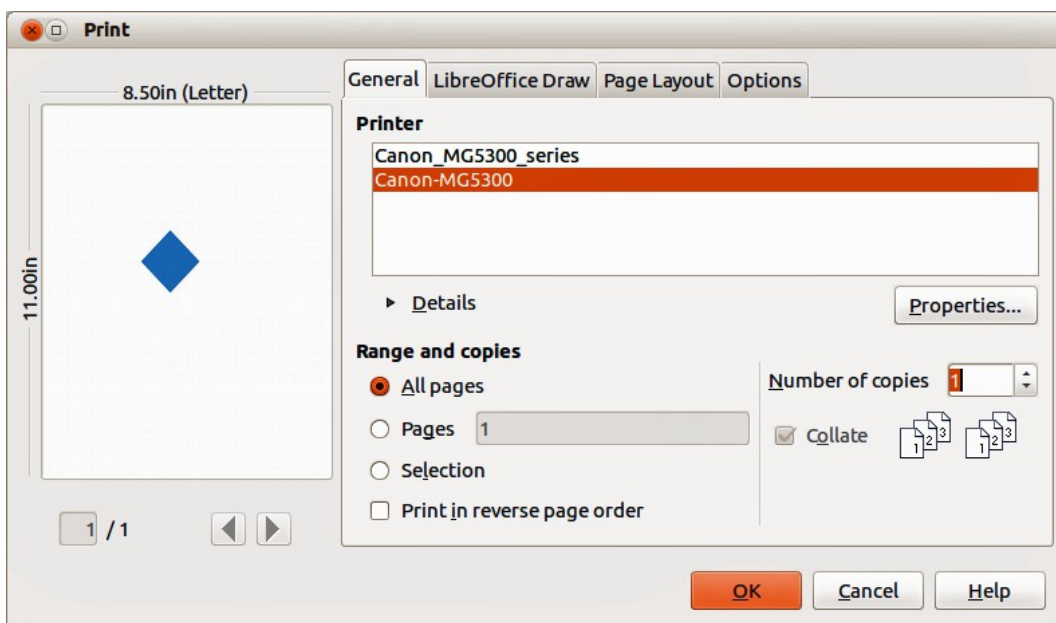 Print
General LibreOffice Draw Page Layout Options
8.50in (Letter)
11.00in
Printer
Canon_MG5300_series
Canon-MG5300
Details
Properties...
Range and copies
All pages
Pages 1
Selection
Print in reverse page order
Number of copies 1
Collate
1 2 3 1 2 3
1 / 1
OK Cancel Help